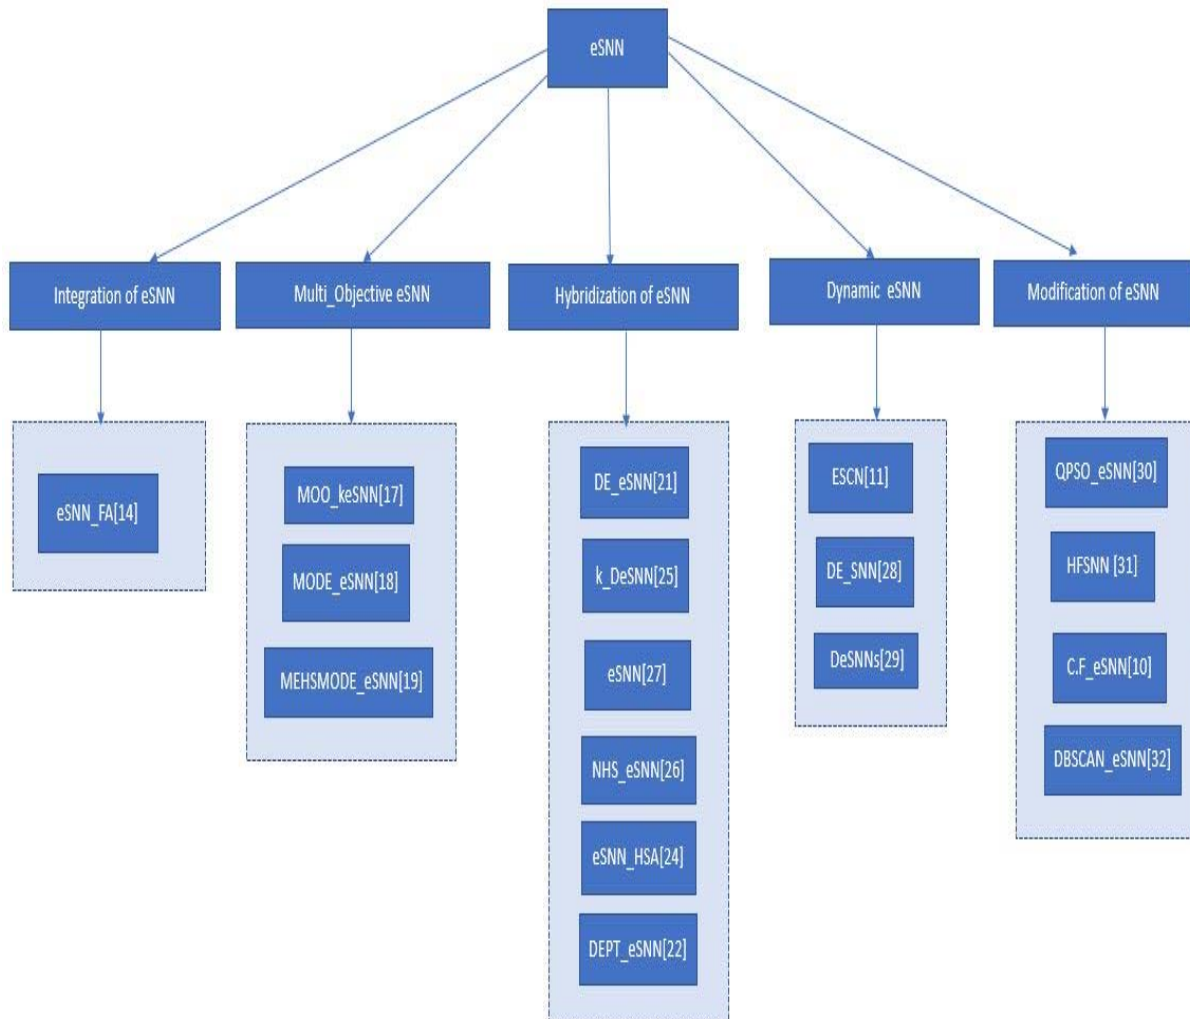 eSNN
Integration of eSNN
Multi_Objective eSNN
Hybridization of eSNN
Dynamic eSNN
Modification of eSNN
eSNN_FA[14]
MOO_keSNN[17]
MODE_eSNN[18]
MEHSMODE_eSNN[19]
DE_eSNN[21]
k_DeSNN[25]
eSNN[27]
NHS_eSNN[26]
eSNN_HSA[24]
DEPT_eSNN[22]
ESCN[11]
DE_SNN[28]
DeSNNs[29]
QPSO_eSNN[30]
HFSNN [31]
C.F_eSNN[10]
DBSCAN_eSNN[32]